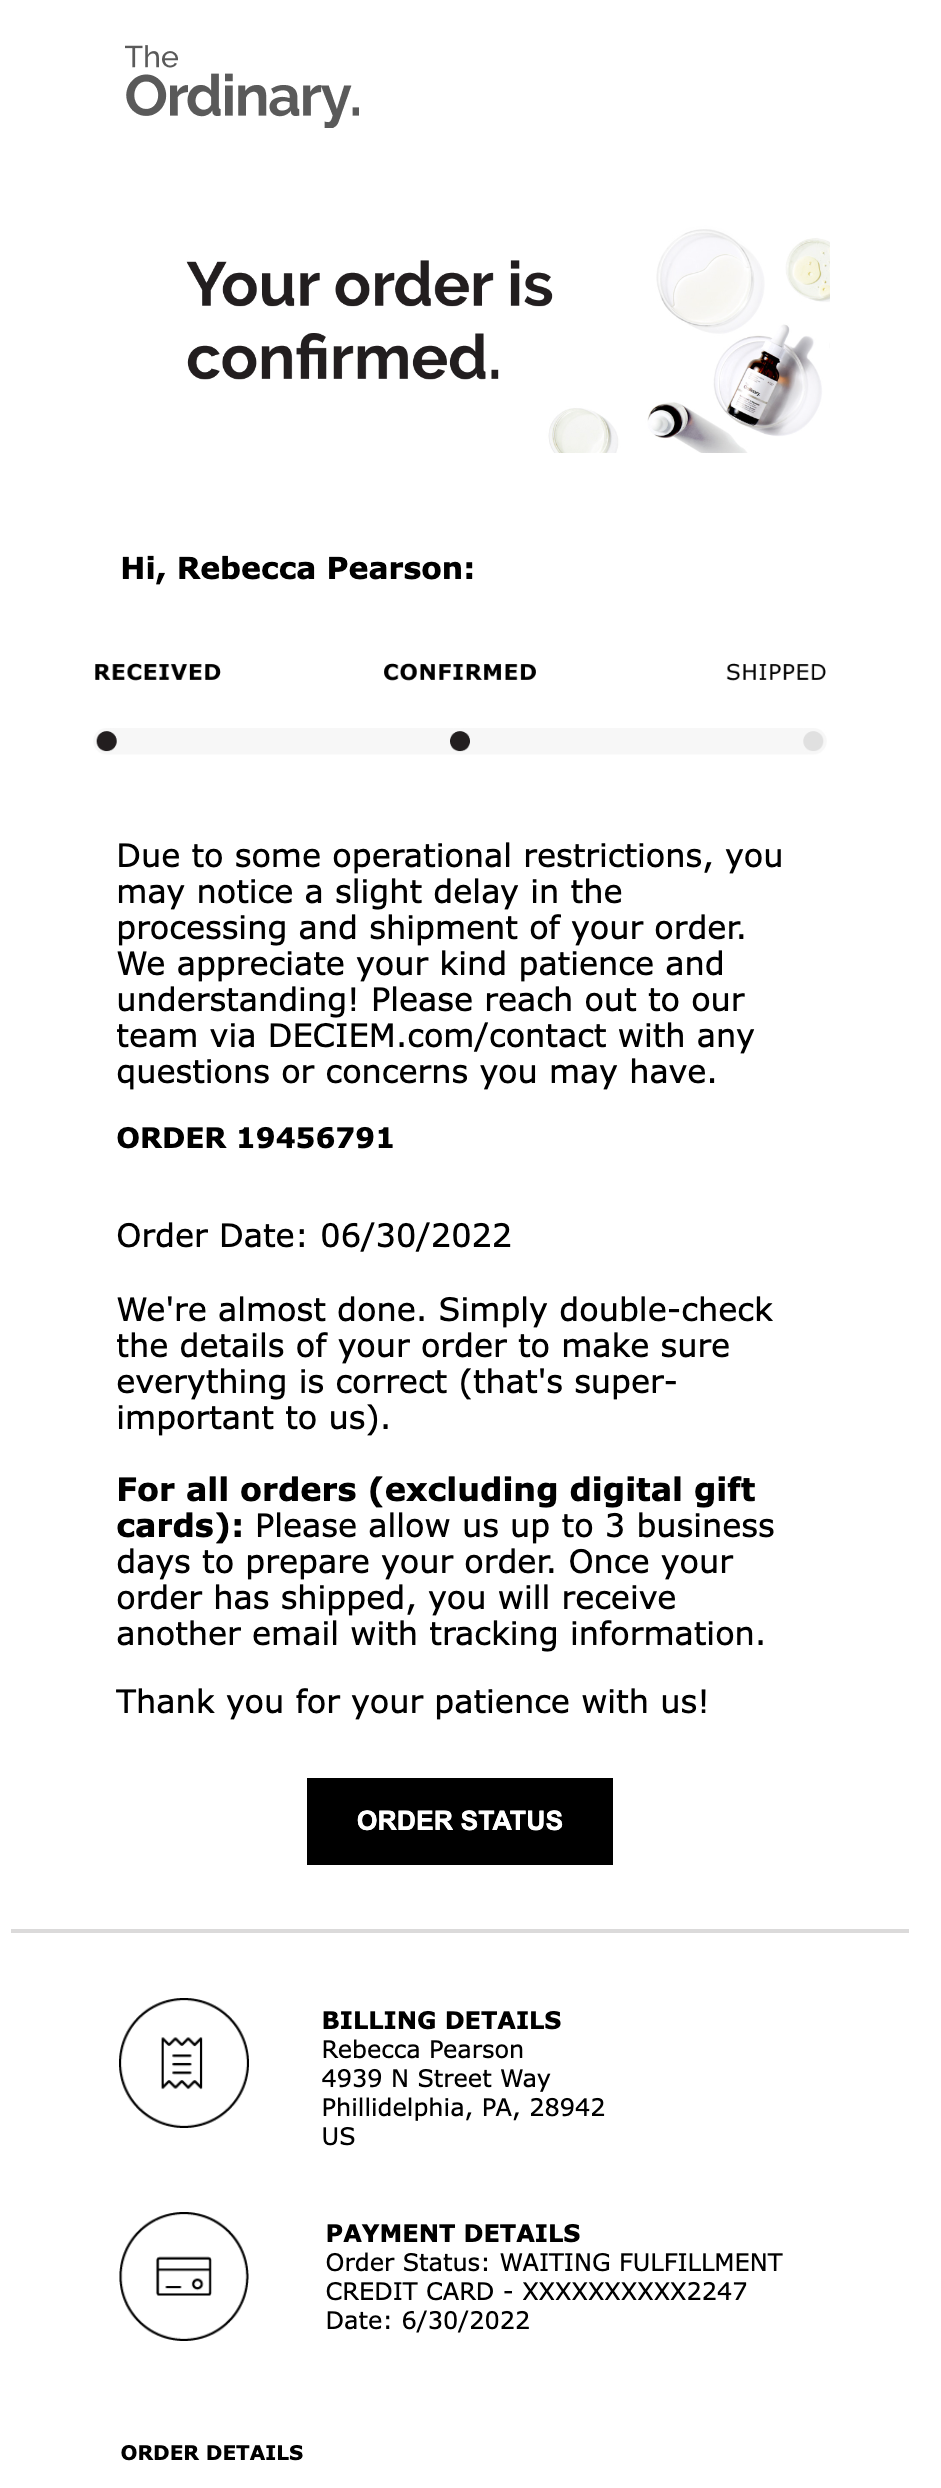 The
Ordinary.
Your order is
confirmed.
Hi, Rebecca Pearson:
RECEIVED CONFIRMED SHIPPED
Due to some operational restrictions, you
may notice a slight delay in the
processing and shipment of your order.
We appreciate your kind patience and
understanding! Please reach out to our
team via DECIEM.com/contact with any
questions or concerns you may have.
ORDER 19456791
Order Date: 06/30/2022
We're almost done. Simply double-check
the details of your order to make sure
everything is correct (that's super-
important to us).
For all orders (excluding digital gift
cards): Please allow us up to 3 business
days to prepare your order. Once your
order has shipped, you will receive
another email with tracking information.
Thank you for your patience with us!
ORDER STATUS
BILLING DETAILS
Rebecca Pearson
4939 N Street Way
Phillidelphia, PA, 28942
US
PAYMENT DETAILS
Order Status: WAITING FULFILLMENT
CREDIT CARD - XXXXXXXXXX2247
Date: 6/30/2022
ORDER DETAILS